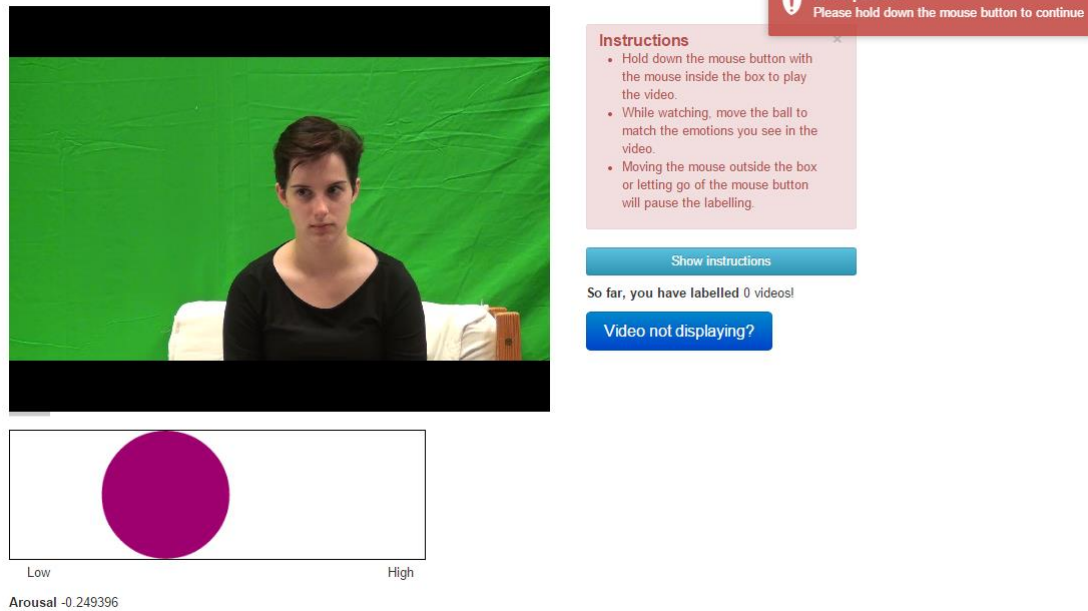 Please hold down the mouse button to continue
Instructions
×
• Hold down the mouse button with
the mouse inside the box to play
the video.
• While watching, move the ball to
match the emotions you see in the
video.
• Moving the mouse outside the box
or letting go of the mouse button
will pause the labelling.
Show instructions
So far, you have labelled 0 videos!
Video not displaying?
Low High
Arousal -0.249396